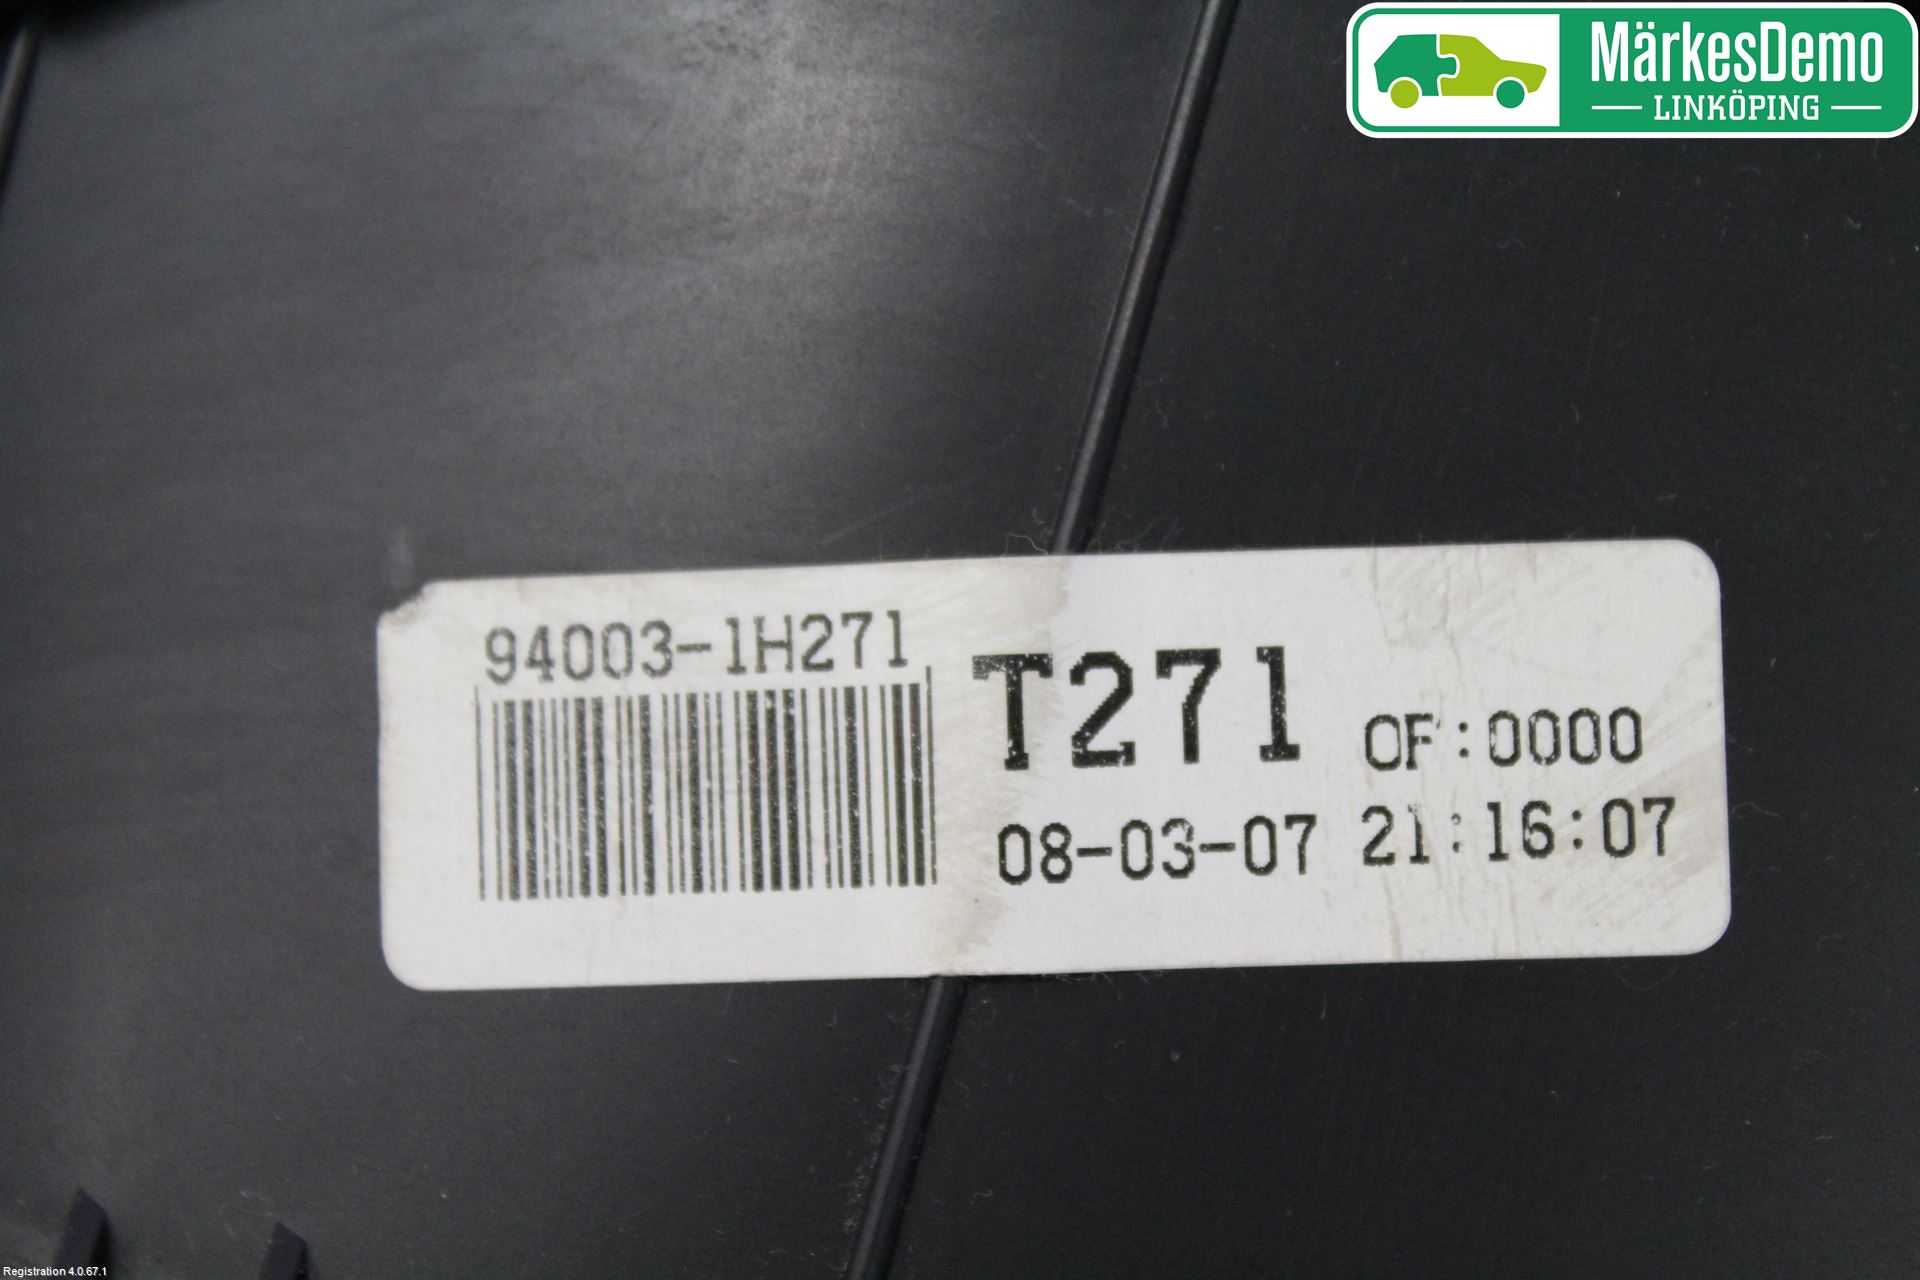 MärkesDemo
LINKÖPING
94003-1H271
T271 OF:0000
08-03-07 21:16:07
Registration 4.0.67.1